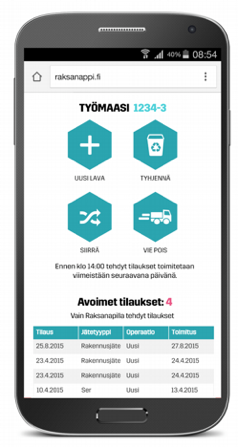 40% 08:54
raksanappi.fi
TYÖMAASI 1234-3
UUSI LAVA
TYHJENNÄ
SIIRRÄ
VIE POIS
Ennen klo 14:00 tehdyt tilaukset toimitetaan
viimeistään seuraavana päivänä.
Avoimet tilaukset: 4
Vain Raksanapilla tehdyt tilaukset
Tilaus Jätetyyppi Operaatio Toimitus
25.8.2015 Rakennusjäte Uusi 27.8.2015
23.4.2015 Rakennusjäte Uusi 24.4.2015
23.4.2015 Rakennusjäte Uusi 24.4.2015
10.4.2015 Ser Uusi 13.4.2015